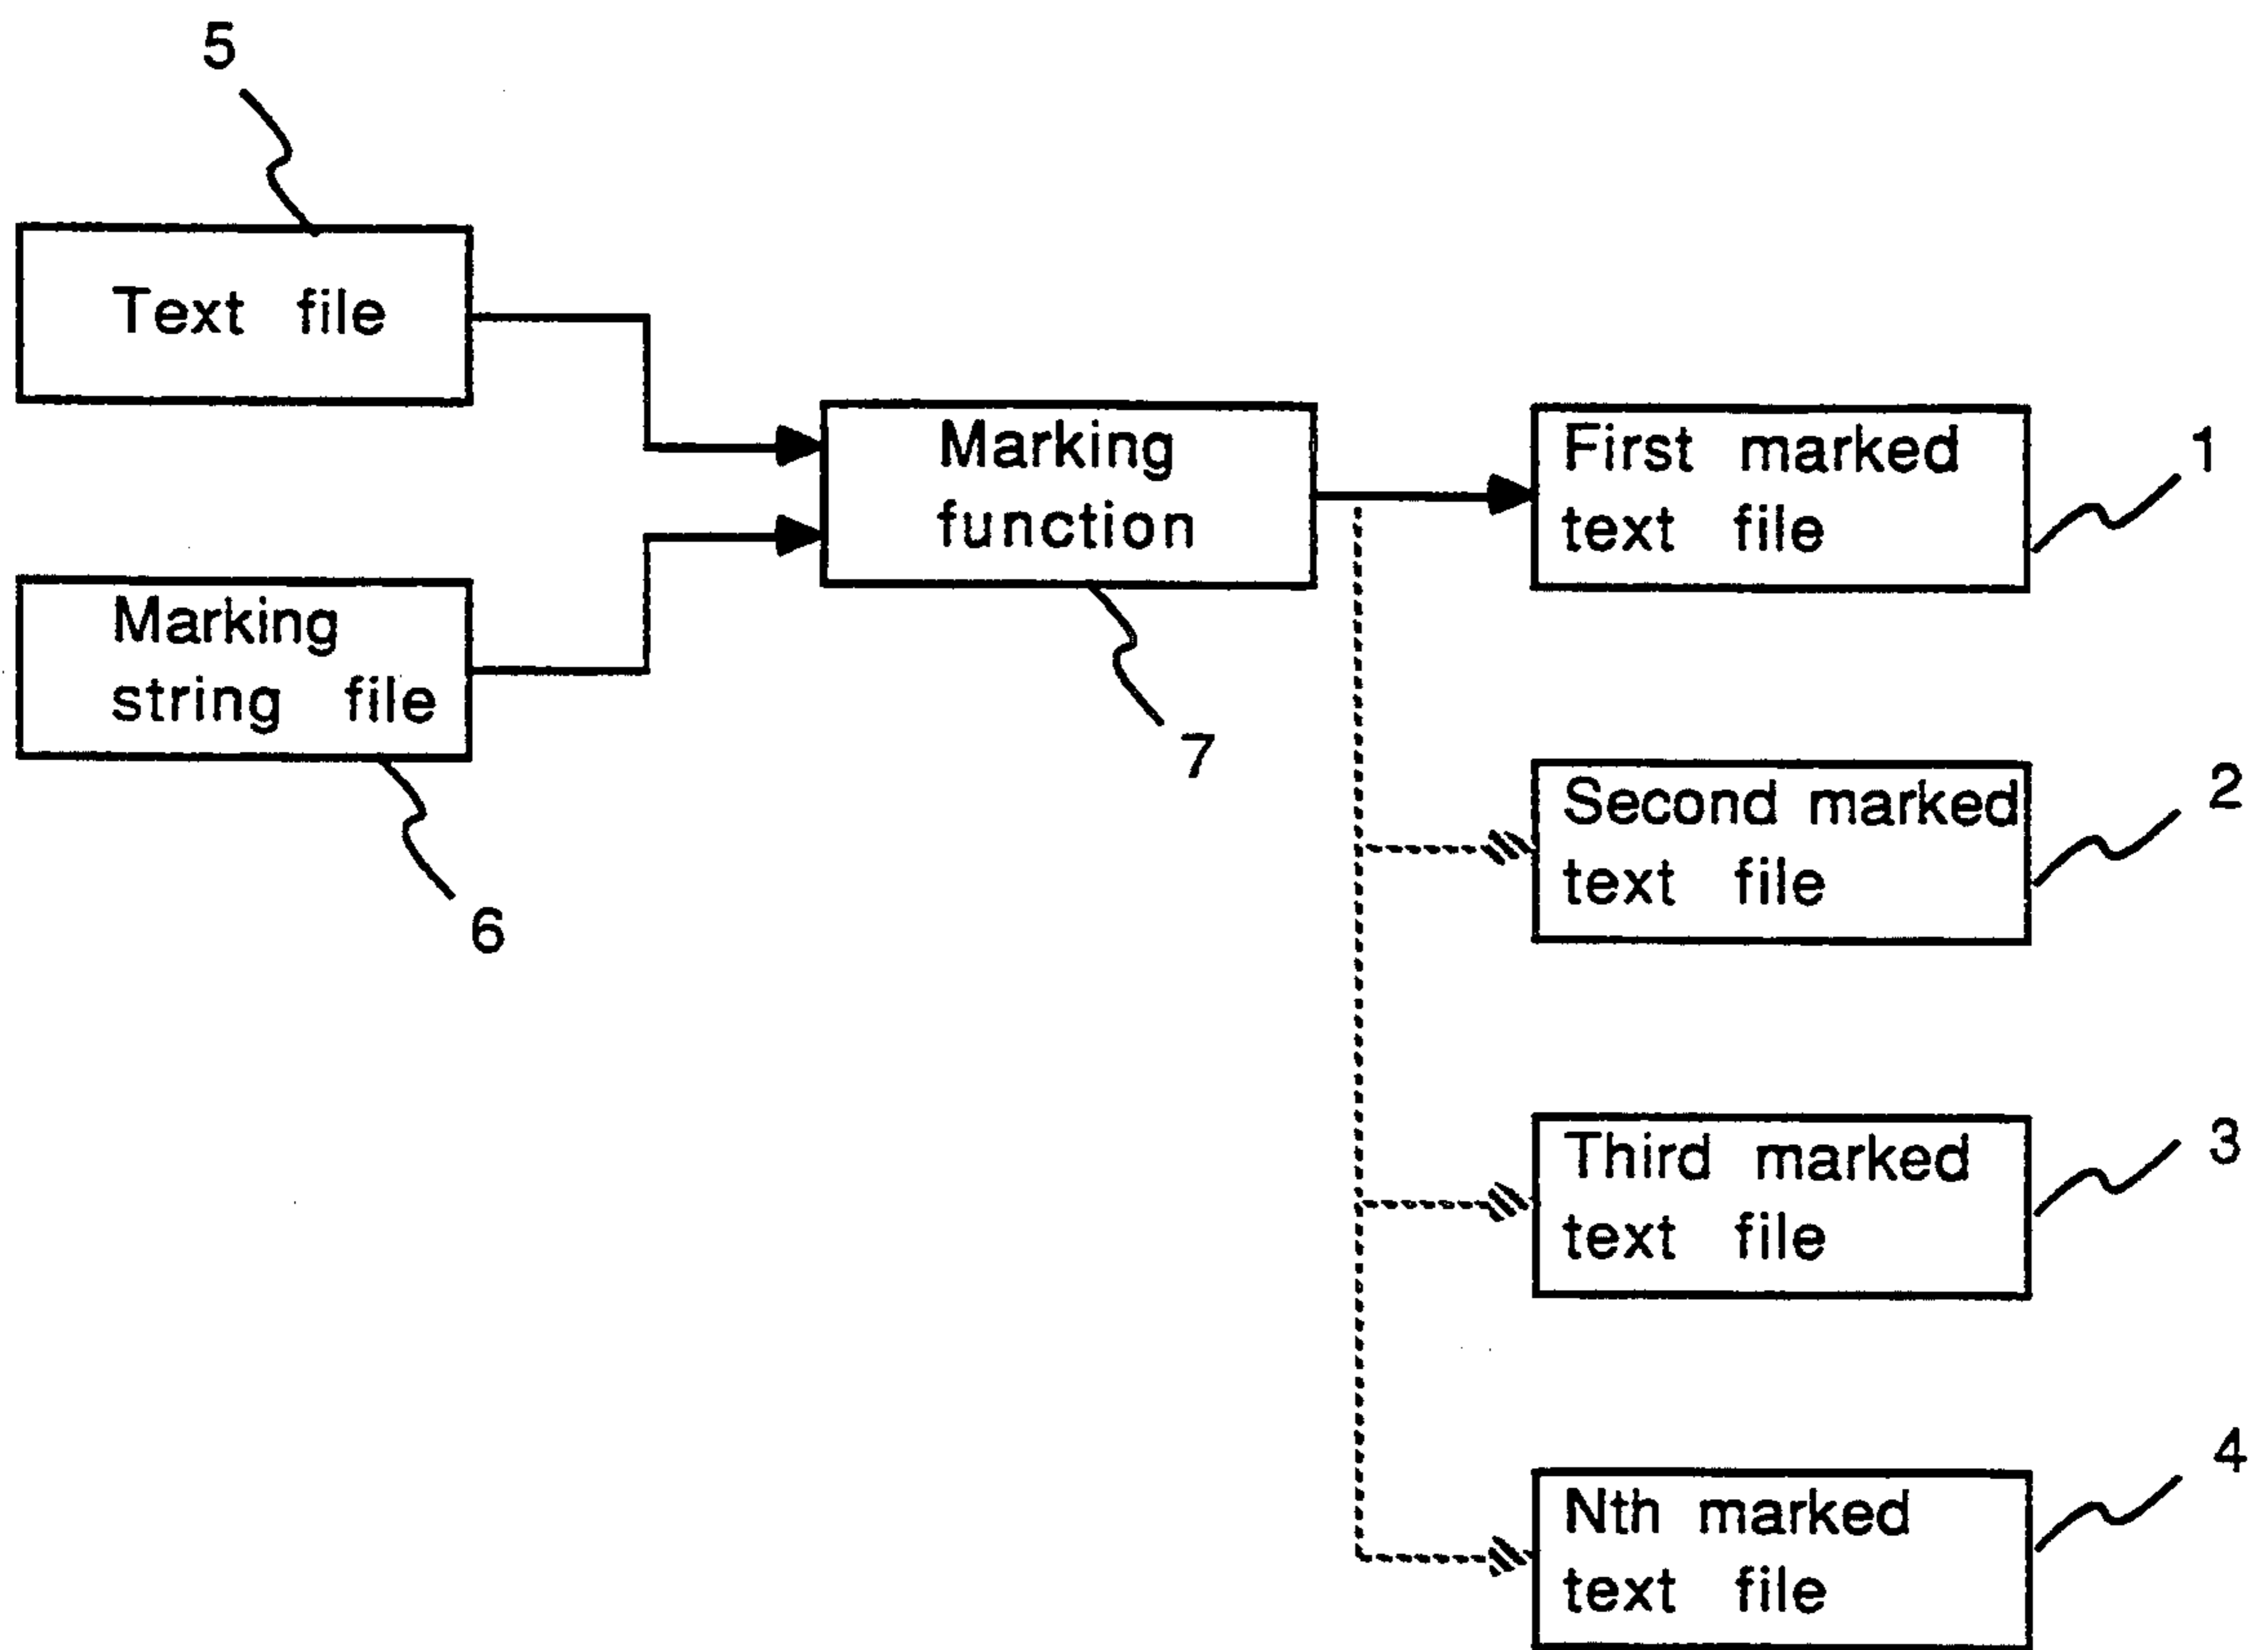 5
Text file
Marking
string file
6
Marking
function
7
First marked
text file
1
Second marked
text file
2
Third marked
text file
3
Nth marked
text file
4